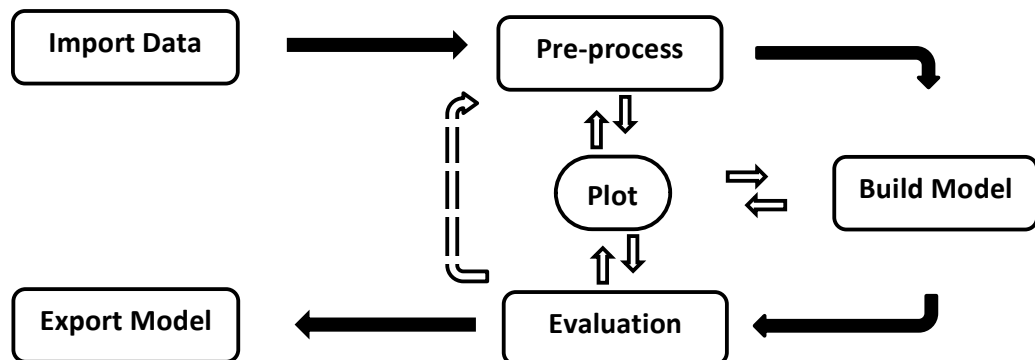 Import Data
Pre-process
Plot
Build Model
Export Model
Evaluation